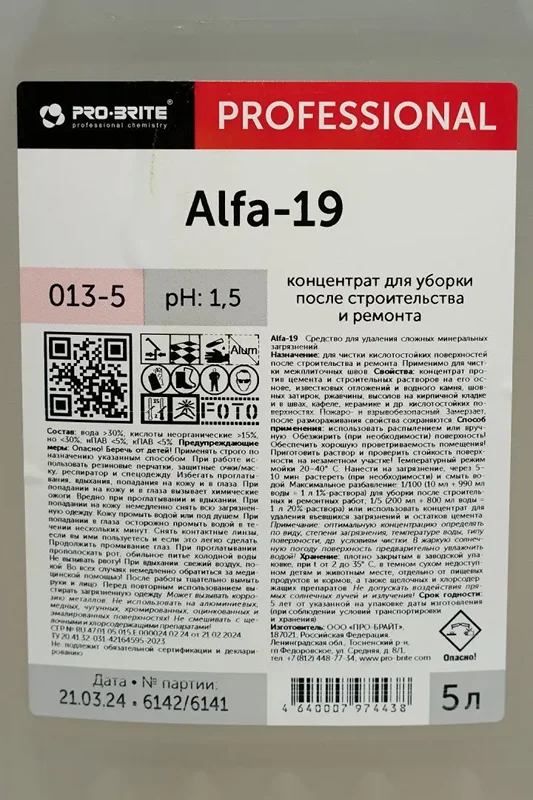 PRO-BRITE®
professional chemistry
PROFESSIONAL
Alfa-19
013-5
pH: 1,5
концентрат для уборки
после строительства
и ремонта
Alum
FOTO
Состав: вода >30%, кислоты неорганические >15%,
но <30%, нПАВ <5%, кПАВ <5%. Предупреждающие
меры: Опасно! Беречь от детей! Применять строго по
назначению указанным способом. При работе ис-
пользовать резиновые перчатки, защитные очки/мас-
ку, респиратор и спецодежду. Избегать проглаты-
вания, вдыхания, попадания на кожу и в глаза. При
попадании на кожу и в глаза вызывает химические
ожоги. Вредно при проглатывании и вдыхании. При
попадании на кожу немедленно снять всю загрязнен-
ную одежду. Кожу промыть водой или под душем. При
попадании в глаза осторожно промыть водой в те-
чении нескольких минут. Снять контактные линзы,
если вы ими пользуетесь и если это легко сделать.
Продолжить промывание глаз. При проглатывании
прополоскать рот, обильное питье холодной воды.
Не вызывать рвоту! При вдыхании свежий воздух, по-
кой. Во всех случаях немедленно обратиться за меди-
цинской помощью! После работы тщательно вымыть
руки и лицо. Перед повторным использованием вы-
стирать загрязненную одежду. Может вызывать корро-
зию металлов. Не использовать на алюминиевых,
медных, чугунных, хромированных, оцинкованных и
эмалированных поверхностях! Не смешивать с ще-
лочными и хлорсодержащими препаратами!
СГР № RU.47.01.05.015.E.000024.02.24 от 21.02.2024
ТУ 20.41.32-031-42164595-2023
Не подлежит обязательной сертификации и деклари-
рованию
Alfa-19 Средство для удаления сложных минеральных
загрязнений.
Назначение: для чистки кислотостойких поверхностей
после строительства и ремонта. Применимо для чист-
ки межплиточных швов. Свойства: концентрат про-
тив цемента и строительных растворов на его ос-
нове, известковых отложений и водного камня, шов-
ных затирок, ржавчины, высолов на кирпичной кладке
и в швах, кафеле, керамике и др. кислотостойких по-
верхностях. Пожаро- и взрывобезопасный. Замерзает,
после размораживания свойства сохраняются. Способ
применения: использовать распылением или вруч-
ную. Обезжирить (при необходимости) поверхность!
Обеспечить хорошую проветриваемость помещения!
Приготовить раствор и проверить стойкость поверх-
ности на незаметном участке! Температурный режим
мойки 20-40° С. Нанести на загрязнение, через 5-
10 мин. растереть (при необходимости) и смыть во-
дой. Максимальное разбавление: 1/100 (10 мл + 990 мл
воды = 1 л 1% раствора) для уборки после строитель-
ных и ремонтных работ; 1/5 (200 мл + 800 мл воды =
1 л 20% раствора) или использовать концентрат для
удаления въевшихся загрязнений и остатков цемента.
Примечание: оптимальную концентрацию определять
по виду, степени загрязнения, температуре воды, типу
поверхности, до условиям чистки. В жаркую солнеч-
ную погоду поверхность предварительно увлажнить
водой! Хранение: плотно закрытым в заводской упа-
ковке, при t от 2 до 35° С, в темном сухом недоступ-
ном детям и животным месте, отдельно от пищевых
продуктов и кормов, а также щелочных и хлорсодер-
жащих препаратов! Не допускать воздействия пря-
мых солнечных лучей и излучения! Срок годности:
5 лет от указанной на упаковке даты изготовления
(при соблюдении условий транспортировки
и хранения)
Изготовитель: ООО «ПРО-БРАЙТ»,
187021, Российская Федерация,
Ленинградская обл., Тосненский р-н,
гп Федоровское, ул. Средняя, д. 8/1,
тел. +7 (812) 448-77-34, www.pro-brite.com
Опасно!
Дата • № партии:
21.03.24 • 6142/6141
4 640007 974438
5 л